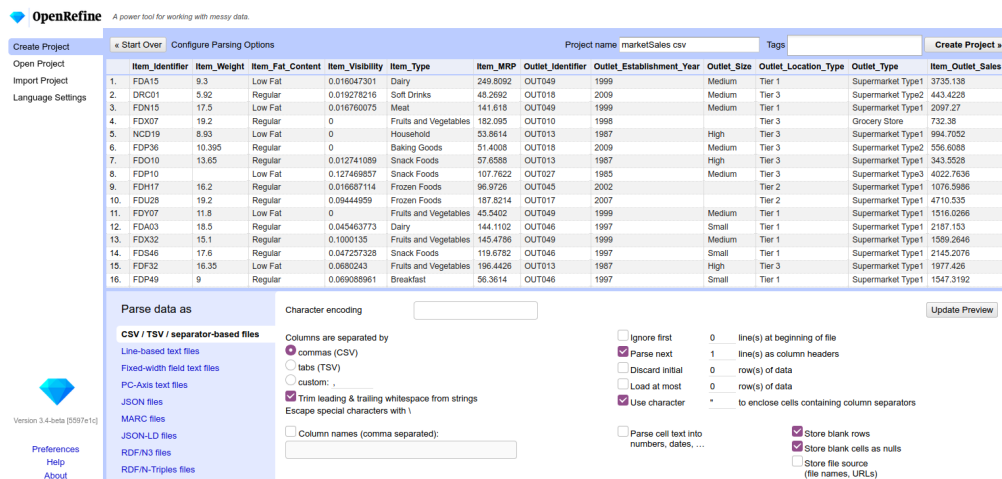 OpenRefine A power tool for working with messy data.
Create Project
Open Project
Import Project
Language Settings
« Start Over Configure Parsing Options Project name marketSales csv Tags Create Project »
Item_Identifier Item_Weight Item_Fat_Content Item_Visibility Item_Type Item_MRP Outlet_Identifier Outlet_Establishment_Year Outlet_Size Outlet_Location_Type Outlet_Type Item_Outlet_Sales
1. FDA15 9.3 Low Fat 0.016047301 Dairy 249.8092 OUT049 1999 Medium Tier 1 Supermarket Type1 3735.138
2. DRC01 5.92 Regular 0.019278216 Soft Drinks 48.2692 OUT018 2009 Medium Tier 3 Supermarket Type2 443.4228
3. FDN15 17.5 Low Fat 0.016760075 Meat 141.618 OUT049 1999 Medium Tier 1 Supermarket Type1 2097.27
4. FDX07 19.2 Regular 0 Fruits and Vegetables 182.095 OUT010 1998 Tier 3 Grocery Store 732.38
5. NCD19 8.93 Low Fat 0 Household 53.8614 OUT013 1987 High Tier 3 Supermarket Type1 994.7052
6. FDP36 10.395 Regular 0 Baking Goods 51.4008 OUT018 2009 Medium Tier 3 Supermarket Type2 556.6088
7. FDO10 13.65 Regular 0.012741089 Snack Foods 57.6588 OUT013 1987 High Tier 3 Supermarket Type1 343.5528
8. FDP10 Low Fat 0.127469857 Snack Foods 107.7622 OUT027 1985 Medium Tier 3 Supermarket Type3 4022.7636
9. FDH17 16.2 Regular 0.016687114 Frozen Foods 96.9726 OUT045 2002 Tier 2 Supermarket Type1 1076.5986
10. FDU28 19.2 Regular 0.09444959 Frozen Foods 187.8214 OUT017 2007 Tier 2 Supermarket Type1 4710.535
11. FDY07 11.8 Low Fat 0 Fruits and Vegetables 45.5402 OUT049 1999 Medium Tier 1 Supermarket Type1 1516.0266
12. FDA03 18.5 Regular 0.045463773 Dairy 144.1102 OUT046 1997 Small Tier 1 Supermarket Type1 2187.153
13. FDX32 15.1 Regular 0.1000135 Fruits and Vegetables 145.4786 OUT049 1999 Medium Tier 1 Supermarket Type1 1589.2646
14. FDS46 17.6 Regular 0.047257328 Snack Foods 119.6782 OUT046 1997 Small Tier 1 Supermarket Type1 2145.2076
15. FDF32 16.35 Low Fat 0.0680243 Fruits and Vegetables 196.4426 OUT013 1987 High Tier 3 Supermarket Type1 1977.426
16. FDP49 9 Regular 0.069088961 Breakfast 56.3614 OUT046 1997 Small Tier 1 Supermarket Type1 1547.3192
Parse data as
CSV / TSV / separator-based files
Line-based text files
Fixed-width field text files
PC-Axis text files
JSON files
MARC files
JSON-LD files
RDF/N3 files
RDF/N-Triples files
Character encoding
Update Preview
Columns are separated by
commas (CSV)
tabs (TSV)
custom: ,
Trim leading & trailing whitespace from strings
Escape special characters with \
Column names (comma separated):
Ignore first 0 line(s) at beginning of file
Parse next 1 line(s) as column headers
Discard initial 0 row(s) of data
Load at most 0 row(s) of data
Use character " to enclose cells containing column separators
Parse cell text into
numbers, dates, ...
Store blank rows
Store blank cells as nulls
Store file source
(file names, URLs)
Version 3.4-beta [5597e1c]
Preferences
Help
About